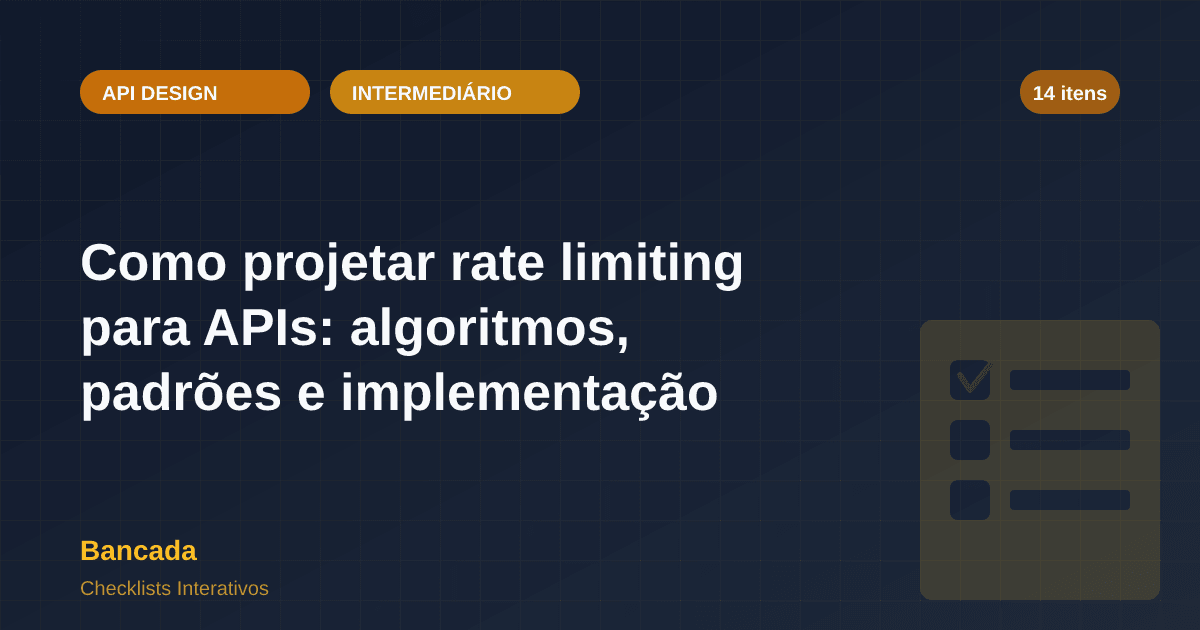 API DESIGN
INTERMEDIÁRIO
14 itens
Como projetar rate limiting
para APIs: algoritmos,
padrões e implementação
Bancada
Checklists Interativos